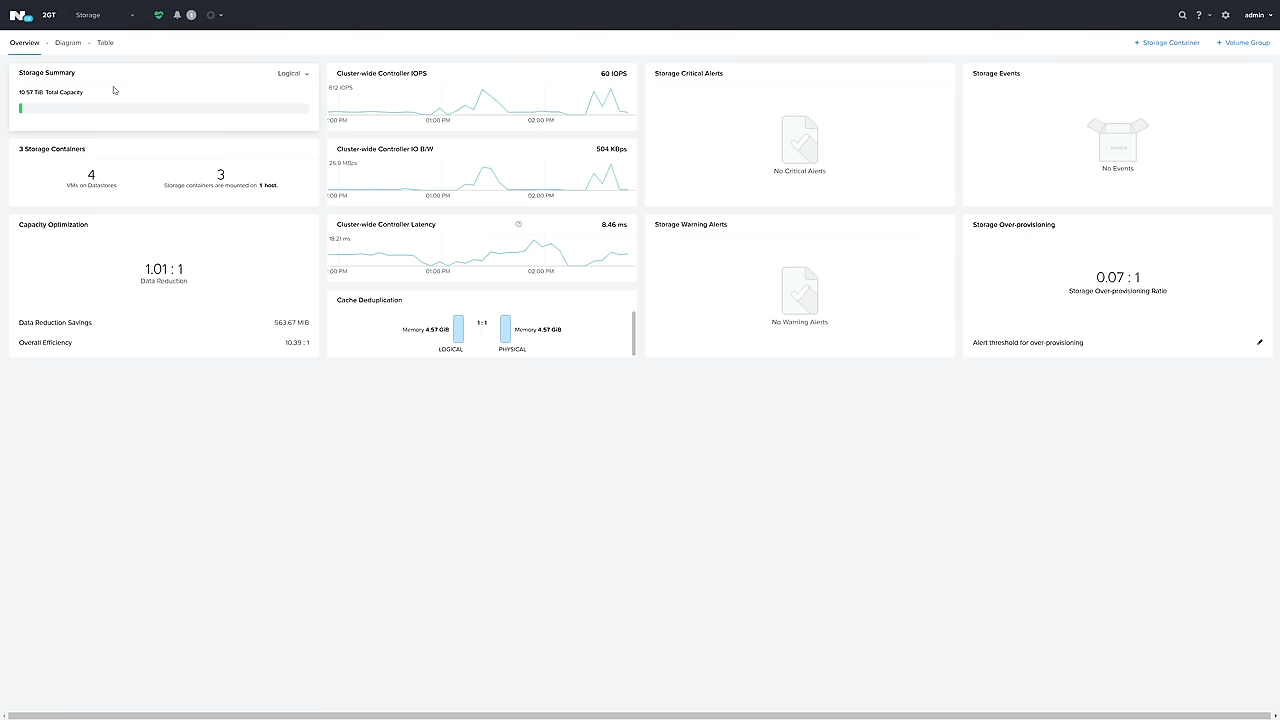 2GT
Storage
1
admin
Overview
Diagram
Table
+ Storage Container
+ Volume Group
Storage Summary
Logical
10.57 TiB Total Capacity
3 Storage Containers
4
VMs on Datastores
3
Storage containers are mounted on 1 host.
Capacity Optimization
1.01 : 1
Data Reduction
Data Reduction Savings
563.67 MiB
Overall Efficiency
10.39 : 1
Cluster-wide Controller IOPS
60 IOPS
612 IOPS
:00 PM
01:00 PM
02:00 PM
Cluster-wide Controller IO B/W
504 KBps
26.9 MBps
:00 PM
01:00 PM
02:00 PM
Cluster-wide Controller Latency
8.46 ms
18.21 ms
:00 PM
01:00 PM
02:00 PM
Cache Deduplication
Memory 4.57 GiB
1 : 1
Memory 4.57 GiB
LOGICAL
PHYSICAL
Storage Critical Alerts
No Critical Alerts
Storage Warning Alerts
No Warning Alerts
Storage Events
No Events
Storage Over-provisioning
0.07 : 1
Storage Over-provisioning Ratio
Alert threshold for over-provisioning